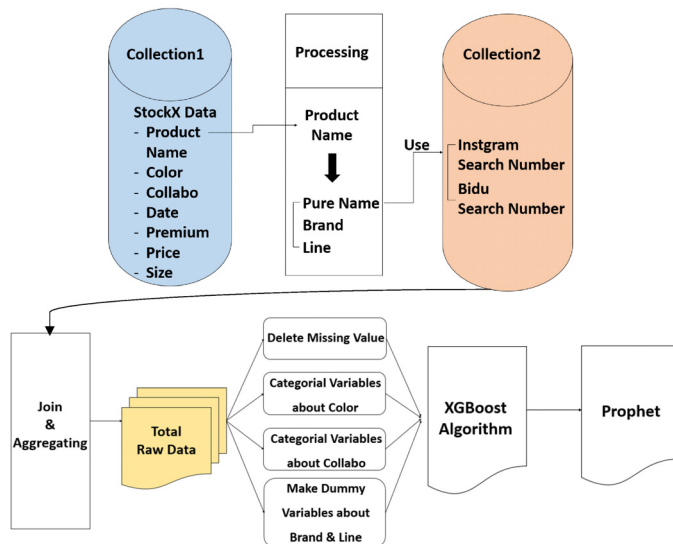 Collection1
StockX Data
- Product
Name
- Color
- Collabo
- Date
- Premium
- Price
- Size
Processing
Product
Name
Pure Name
Brand
Line
Use
Collection2
Instgram
Search Number
Bidu
Search Number
Join
&
Aggregating
Total
Raw Data
Delete Missing Value
Categorial Variables
about Color
Categorial Variables
about Collabo
Make Dummy
Variables about
Brand & Line
XGBoost
Algorithm
Prophet